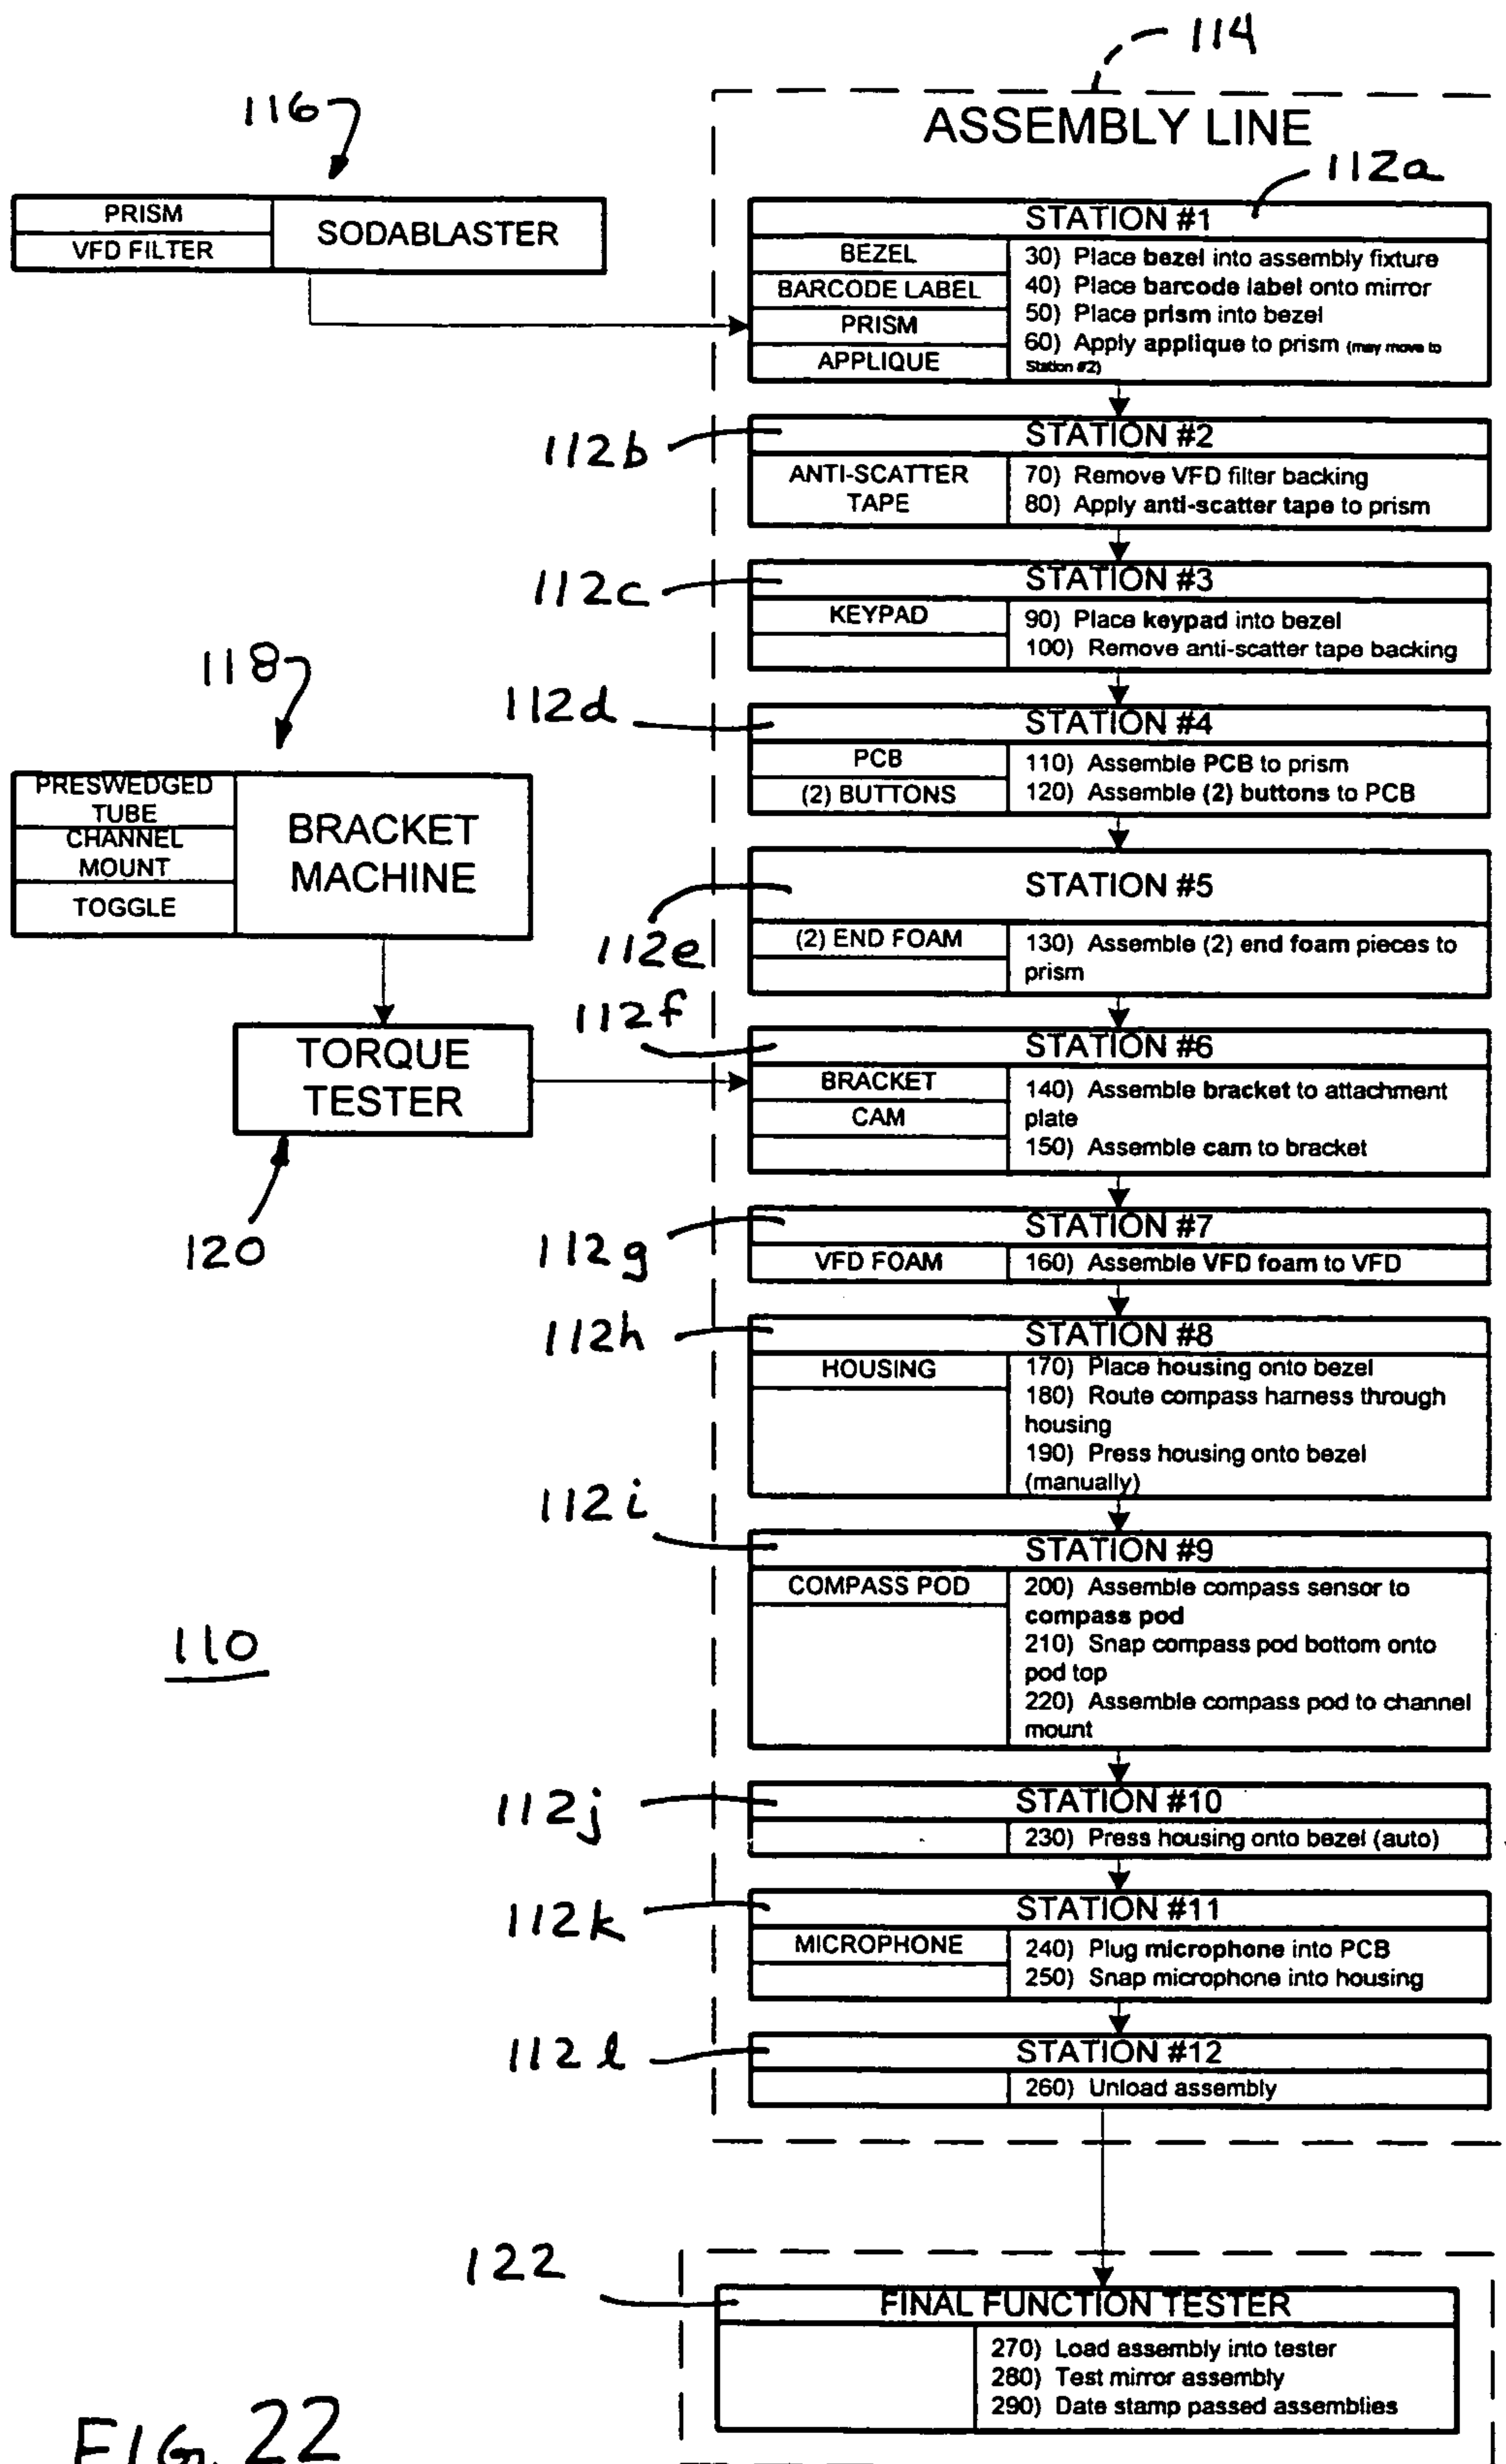 114
116
ASSEMBLY LINE
112a
PRISM
VFD FILTER
SODABLASTER
STATION #1
BEZEL
BARCODE LABEL
PRISM
APPLIQUE
30) Place bezel into assembly fixture
40) Place barcode label onto mirror
50) Place prism into bezel
60) Apply applique to prism (may move to
Station #2)
112b
STATION #2
ANTI-SCATTER
TAPE
70) Remove VFD filter backing
80) Apply anti-scatter tape to prism
112c
STATION #3
KEYPAD
90) Place keypad into bezel
100) Remove anti-scatter tape backing
118
112d
STATION #4
PCB
(2) BUTTONS
110) Assemble PCB to prism
120) Assemble (2) buttons to PCB
PRESWEDGED
TUBE
CHANNEL
MOUNT
TOGGLE
BRACKET
MACHINE
STATION #5
112e
(2) END FOAM
130) Assemble (2) end foam pieces to
prism
112f
TORQUE
TESTER
120
STATION #6
BRACKET
CAM
140) Assemble bracket to attachment
plate
150) Assemble cam to bracket
112g
STATION #7
VFD FOAM
160) Assemble VFD foam to VFD
112h
STATION #8
HOUSING
170) Place housing onto bezel
180) Route compass harness through
housing
190) Press housing onto bezel
(manually)
112i
STATION #9
COMPASS POD
200) Assemble compass sensor to
compass pod
210) Snap compass pod bottom onto
pod top
220) Assemble compass pod to channel
mount
110
112j
STATION #10
230) Press housing onto bezel (auto)
112k
STATION #11
MICROPHONE
240) Plug microphone into PCB
250) Snap microphone into housing
112l
STATION #12
260) Unload assembly
122
FINAL FUNCTION TESTER
270) Load assembly into tester
280) Test mirror assembly
290) Date stamp passed assemblies
FIG. 22